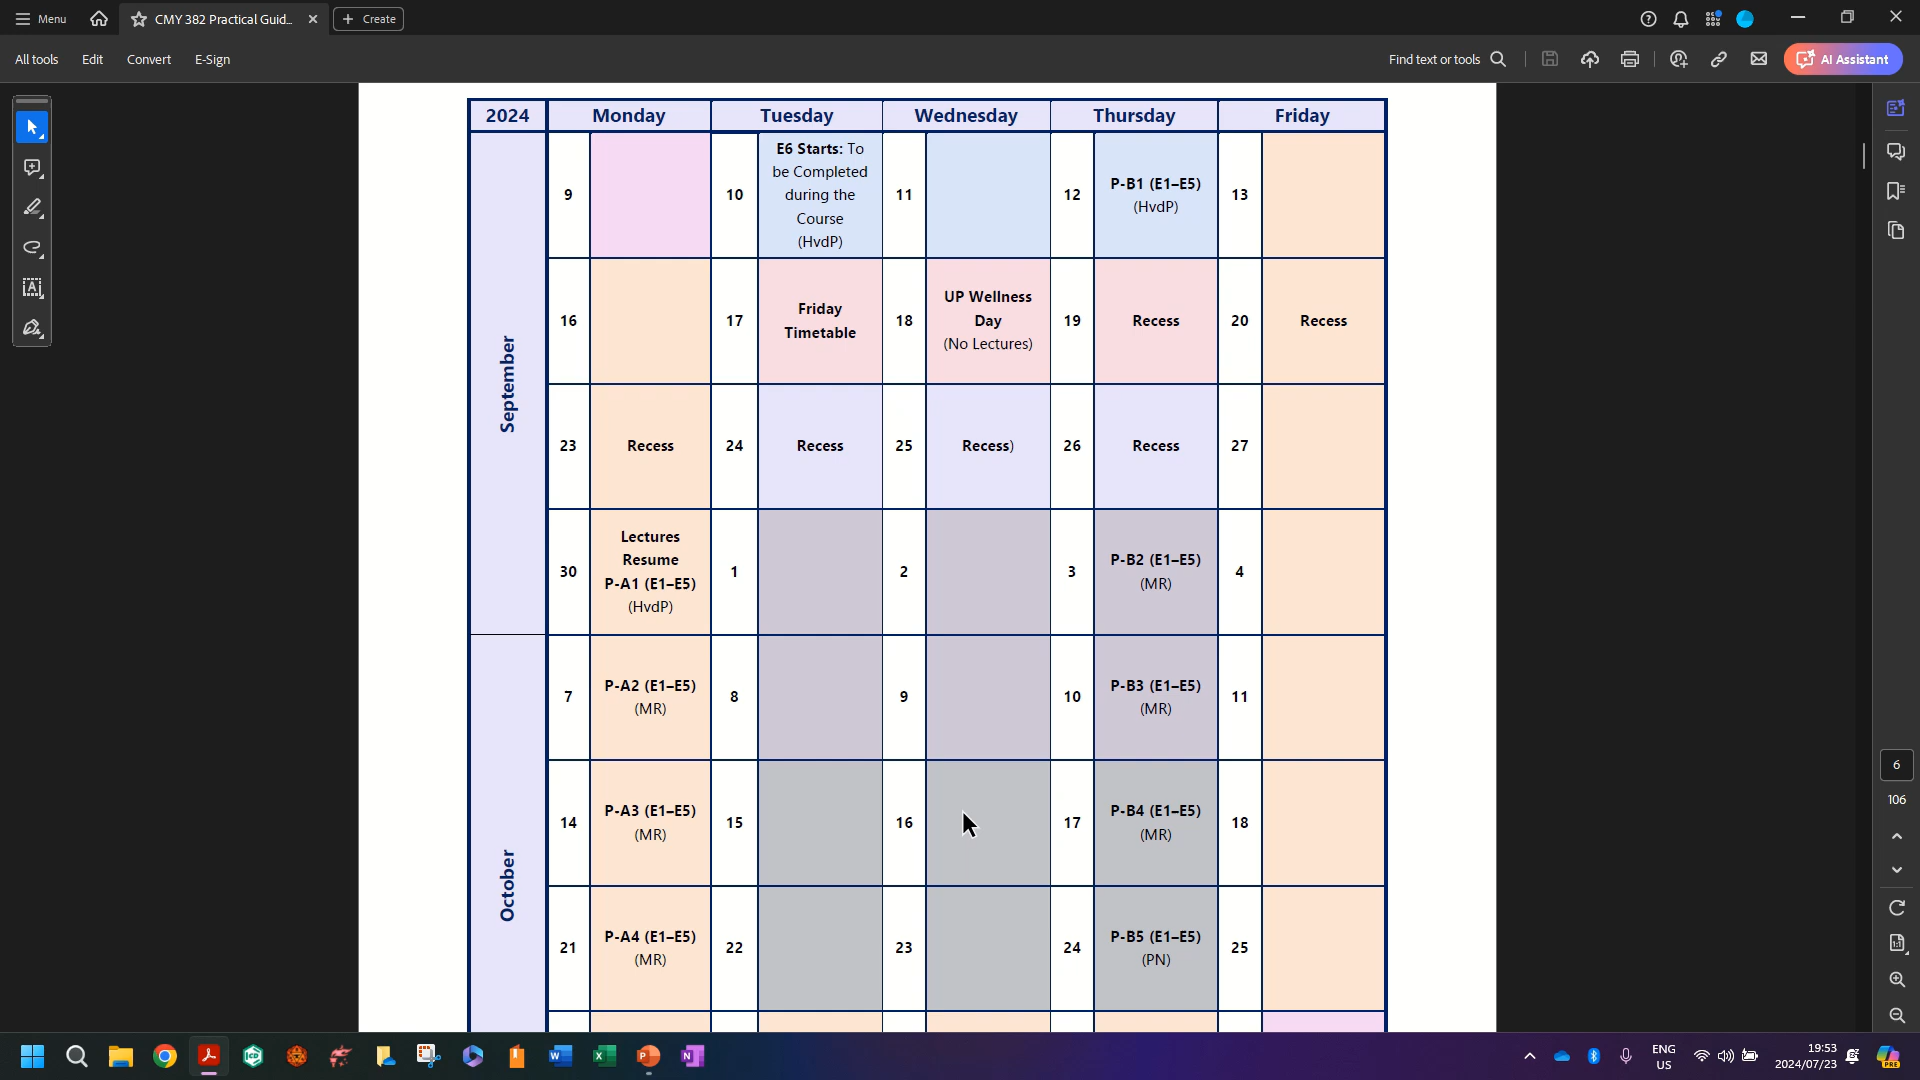 Menu
CMY 382 Practical Guid...
Create
All tools
Edit
Convert
E-Sign
Find text or tools
AI Assistant
2024
Monday
Tuesday
Wednesday
Thursday
Friday
September
9
10
E6 Starts: To
be Completed
during the
Course
(HvdP)
11
12
P-B1 (E1–E5)
(HvdP)
13
16
17
Friday
Timetable
18
UP Wellness
Day
(No Lectures)
19
Recess
20
Recess
23
Recess
24
Recess
25
Recess)
26
Recess
27
30
Lectures
Resume
P-A1 (E1–E5)
(HvdP)
1
2
3
P-B2 (E1–E5)
(MR)
4
October
7
P-A2 (E1–E5)
(MR)
8
9
10
P-B3 (E1–E5)
(MR)
11
14
P-A3 (E1–E5)
(MR)
15
16
17
P-B4 (E1–E5)
(MR)
18
21
P-A4 (E1–E5)
(MR)
22
23
24
P-B5 (E1–E5)
(PN)
25
6
106
ENG
US
19:53
2024/07/23